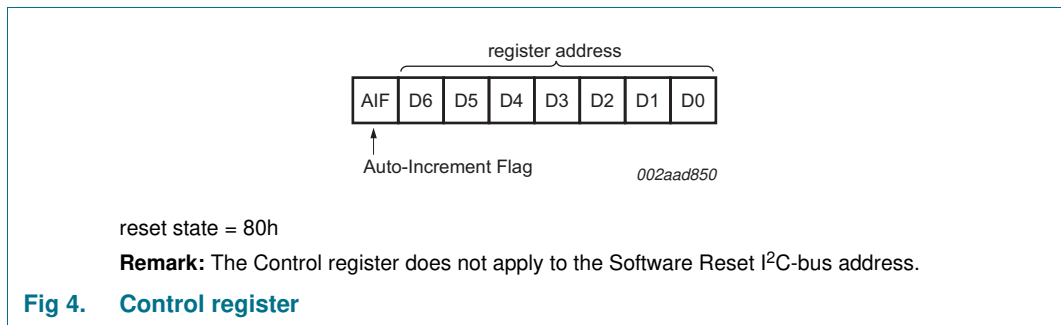 register address
AIF D6 D5 D4 D3 D2 D1 D0
Auto-Increment Flag
002aad850
reset state = 80h
Remark: The Control register does not apply to the Software Reset I²C-bus address.
Fig 4. Control register